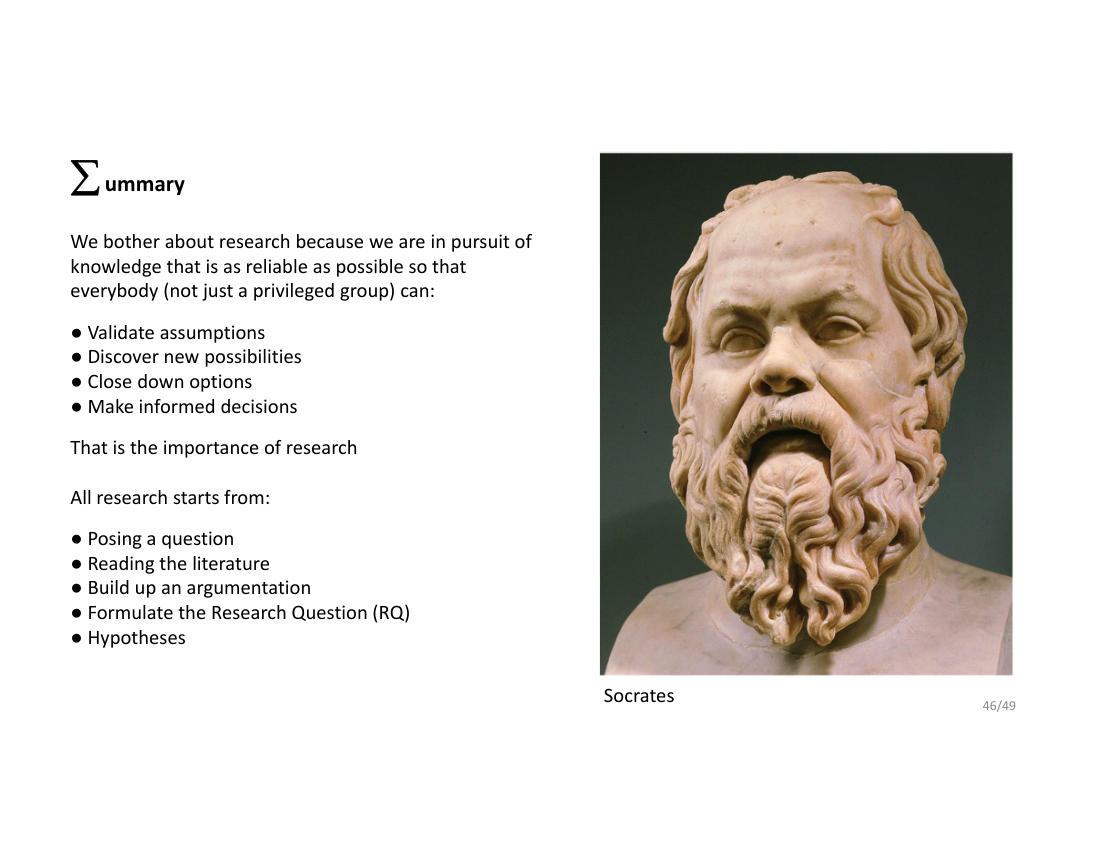 ∑ummary
We bother about research because we are in pursuit of
knowledge that is as reliable as possible so that
everybody (not just a privileged group) can:
● Validate assumptions
● Discover new possibilities
● Close down options
● Make informed decisions
That is the importance of research
All research starts from:
● Posing a question
● Reading the literature
● Build up an argumentation
● Formulate the Research Question (RQ)
● Hypotheses
Socrates
46/49